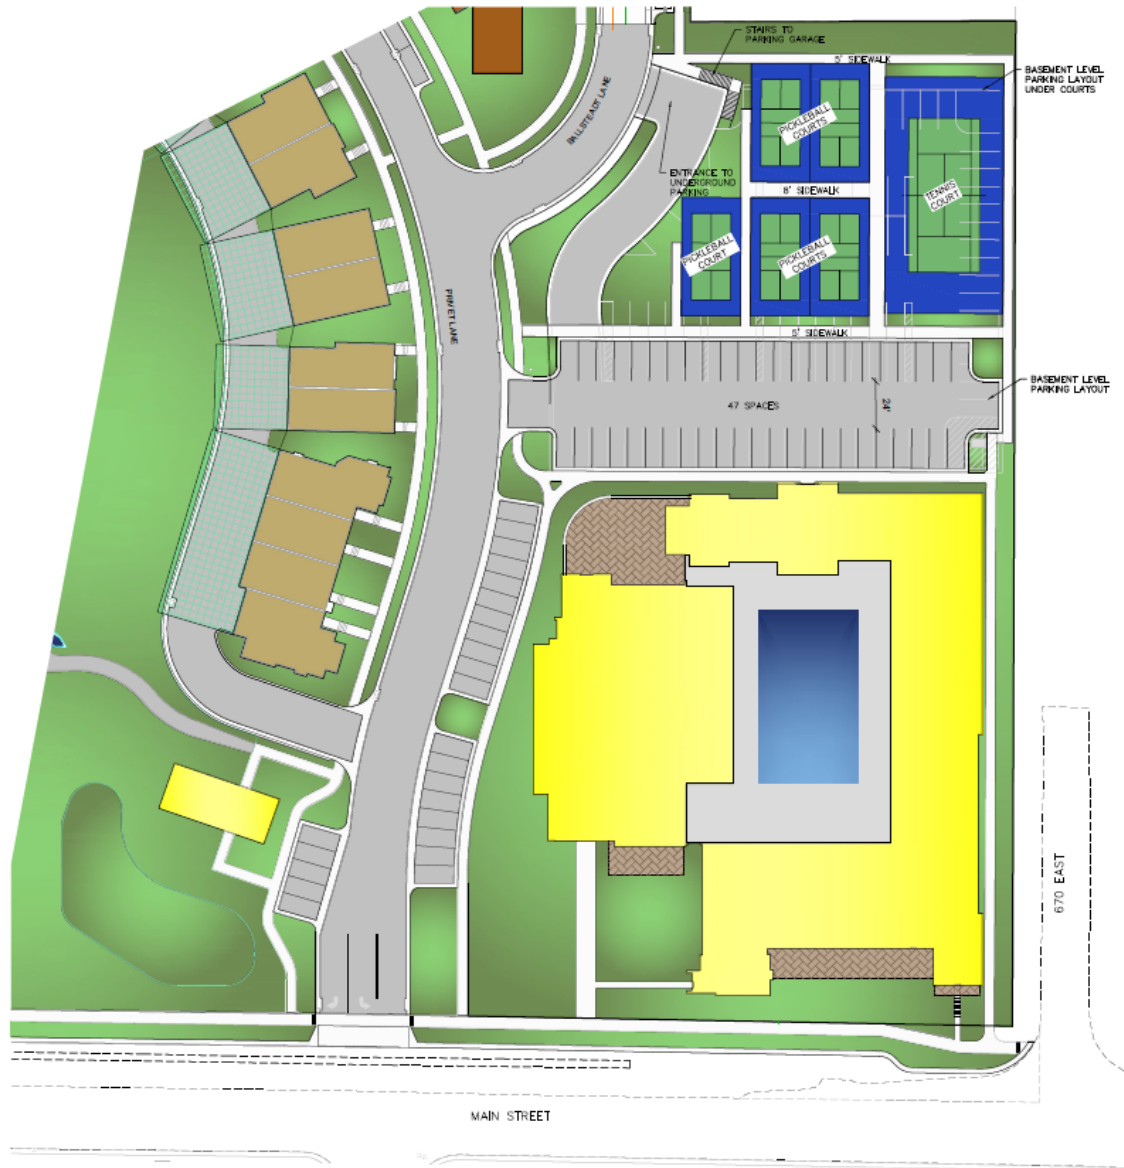 STAIRS TO
PARKING GARAGE
5' SIDEWALK
BASEMENT LEVEL
PARKING LAYOUT
UNDER COURTS
BALLSTEADT LANE
PICKLEBALL
COURTS
ENTRANCE TO
UNDERGROUND
PARKING
8' SIDEWALK
TENNIS
COURT
PICKLEBALL
COURT
PICKLEBALL
COURTS
PRIVET LANE
5' SIDEWALK
BASEMENT LEVEL
PARKING LAYOUT
47 SPACES
24'
670 EAST
MAIN STREET